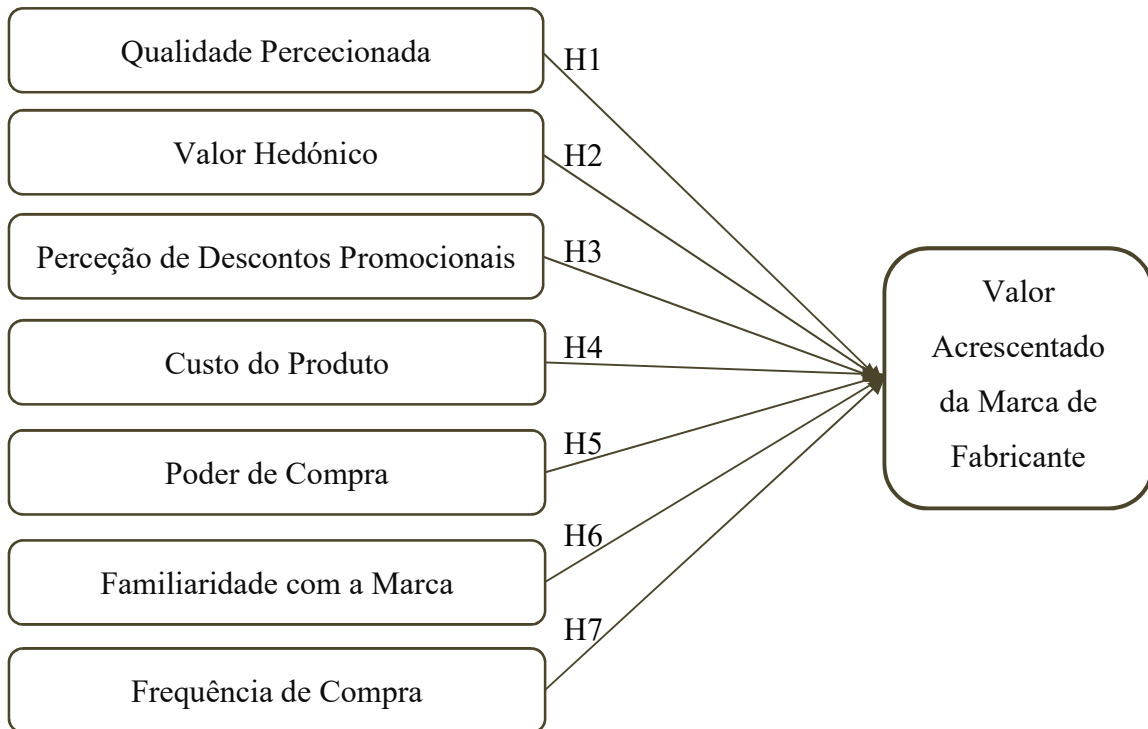 Qualidade Percecionada
H1
Valor Hedónico
H2
Perceção de Descontos Promocionais
H3
Custo do Produto
H4
Poder de Compra
H5
Familiaridade com a Marca
H6
Frequência de Compra
H7
Valor
Acrescentado
da Marca de
Fabricante